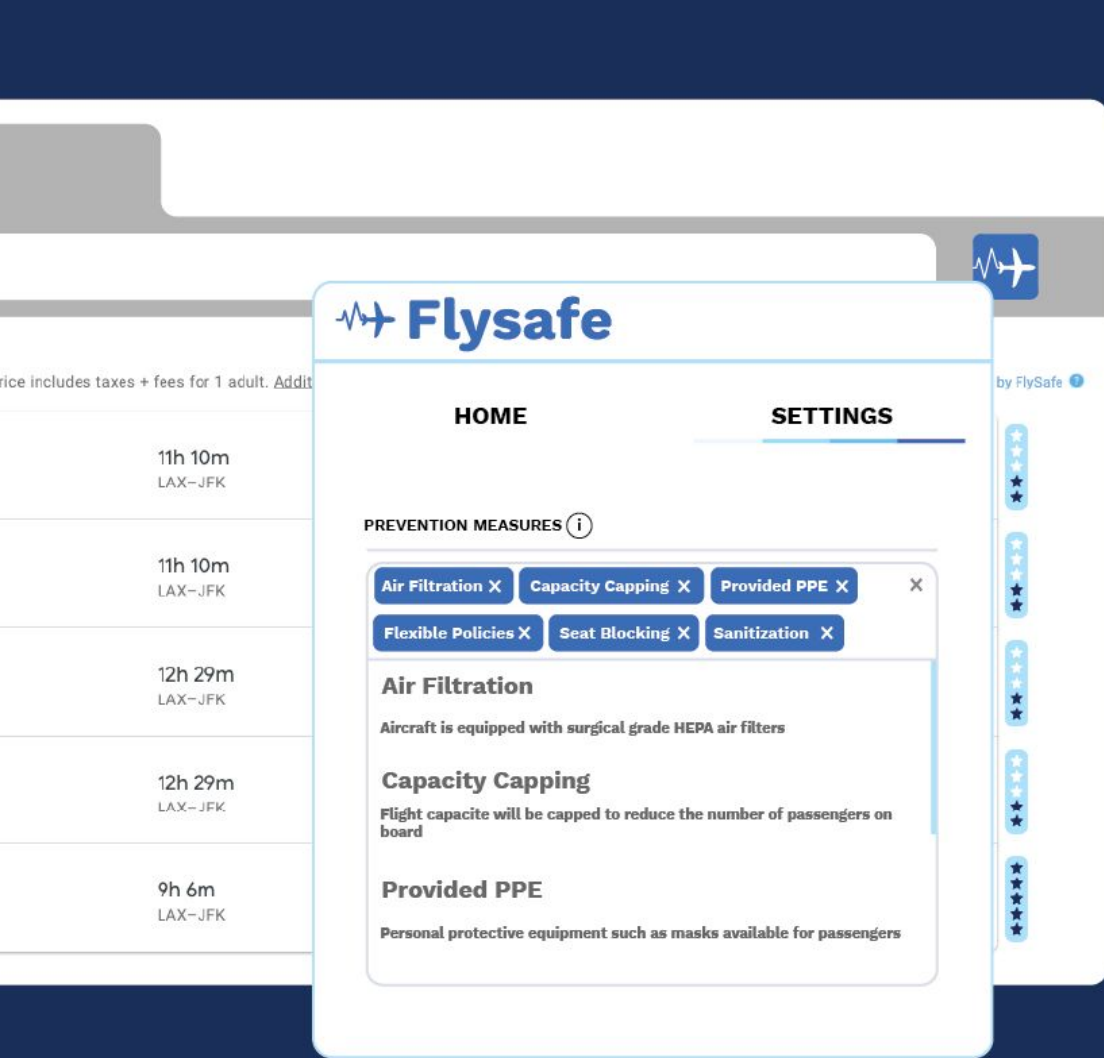 Flysafe
rice includes taxes + fees for 1 adult. Addit
by FlySafe ?
HOME SETTINGS
11h 10m
LAX–JFK
PREVENTION MEASURES i
11h 10m
LAX–JFK
Air Filtration X Capacity Capping X Provided PPE X ×
Flexible Policies X Seat Blocking X Sanitization X
12h 29m
LAX–JFK
Air Filtration
Aircraft is equipped with surgical grade HEPA air filters
12h 29m
LAX–JFK
Capacity Capping
Flight capacite will be capped to reduce the number of passengers on
board
9h 6m
LAX–JFK
Provided PPE
Personal protective equipment such as masks available for passengers